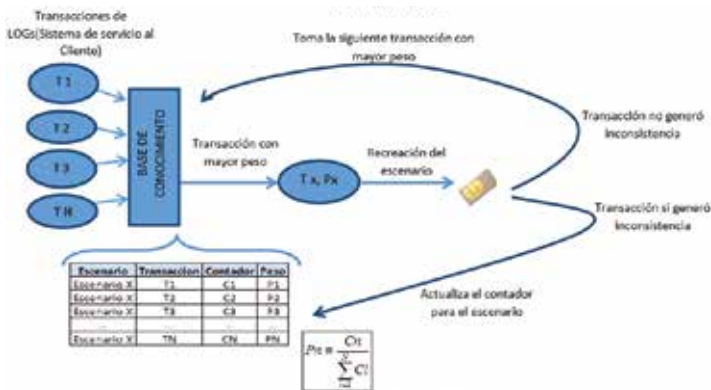 Transacciones de
LOGs(Sistema de servicio al
Cliente)
T 1
T 2
T 3
T N
BASE DE
CONOCIMIENTO
Transacción con
mayor peso
T x, Px
Recreación del
escenario
Toma la siguiente transacción con
mayor peso
Transacción no generó
inconsistencia
Transacción si generó
inconsistencia
Actualiza el contador
para el escenario
Escenario Transaccion Contador Peso
Escenario X T1 C1 P1
Escenario X T2 C2 P2
Escenario X T3 C3 P3
... ... ... ...
Escenario X TN CN PN
Pn = Cn / ∑ Ci